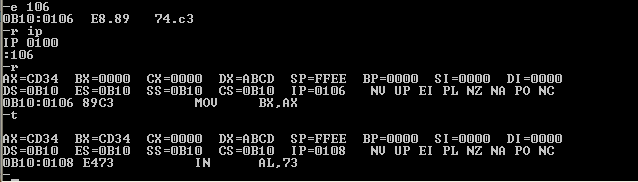 -e 106
0B10:0106  E8.89   74.c3
-r ip
IP 0100
:106
-r
AX=CD34  BX=0000  CX=0000  DX=ABCD  SP=FFEE  BP=0000  SI=0000  DI=0000
DS=0B10  ES=0B10  SS=0B10  CS=0B10  IP=0106   NV UP EI PL NZ NA PO NC
0B10:0106 89C3          MOV     BX,AX
-t
AX=CD34  BX=CD34  CX=0000  DX=ABCD  SP=FFEE  BP=0000  SI=0000  DI=0000
DS=0B10  ES=0B10  SS=0B10  CS=0B10  IP=0108   NV UP EI PL NZ NA PO NC
0B10:0108 E473          IN      AL,73
-